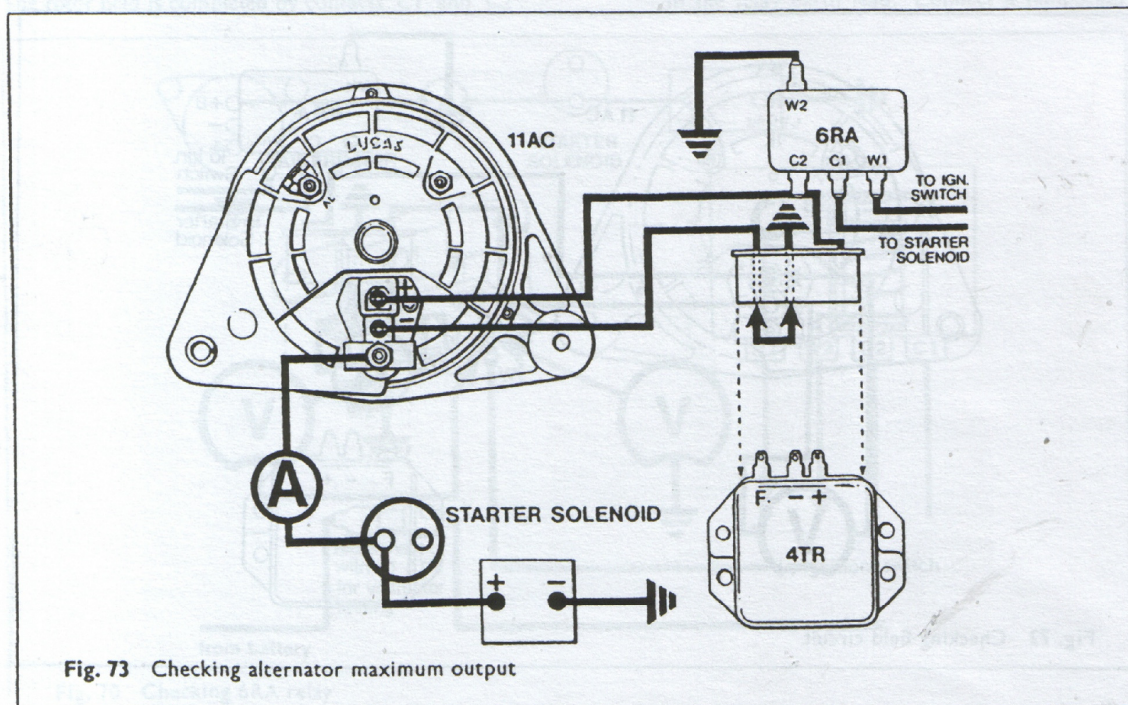 11AC
LUCAS
AL
+
-
W2
6RA
C2 C1 W1
TO IGN.
SWITCH
TO STARTER
SOLENOID
A
STARTER SOLENOID
+ -
F. - +
4TR
Fig. 73 Checking alternator maximum output